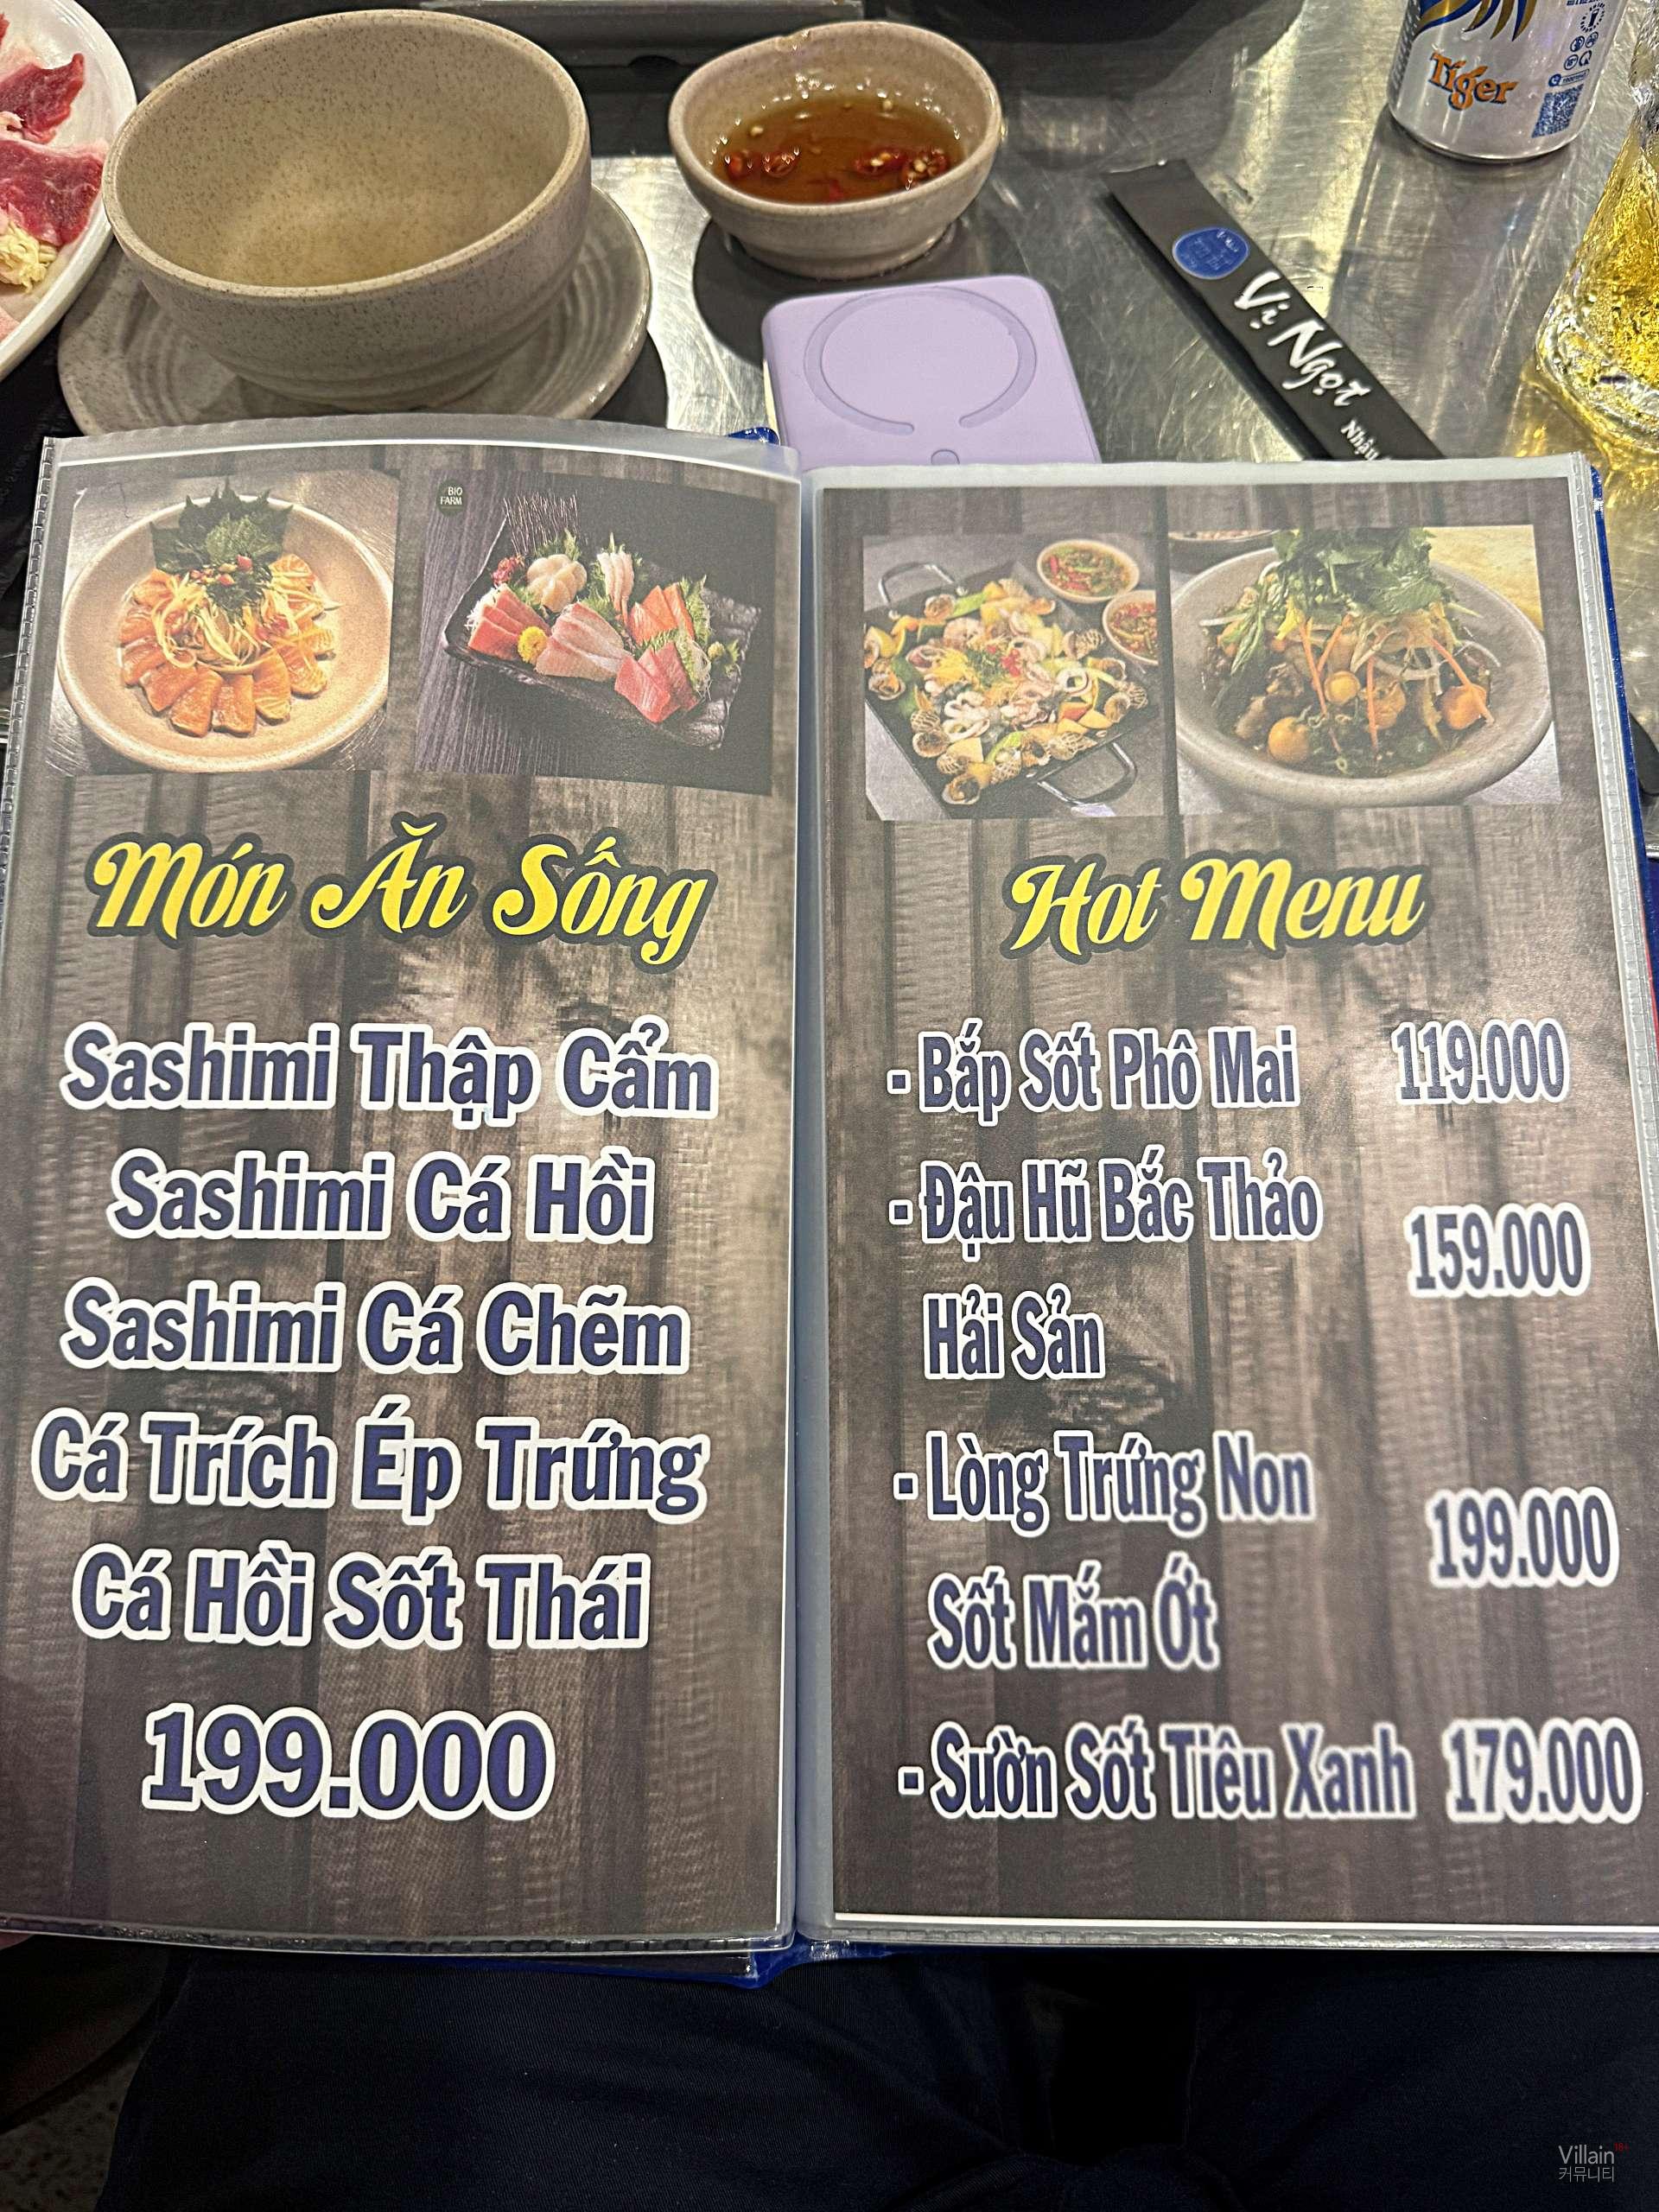 Tiger
Vị Ngọt
BIO
FARM
Món Ăn Sống
Sashimi Thập Cẩm
Sashimi Cá Hồi
Sashimi Cá Chẽm
Cá Trích Ép Trứng
Cá Hồi Sốt Thái
199.000
Hot Menu
- Bắp Sốt Phô Mai 119.000
- Đậu Hũ Bắc Thảo
Hải Sản 159.000
- Lòng Trứng Non
Sốt Mắm Ớt 199.000
- Sườn Sốt Tiêu Xanh 179.000
Villain 18+
커뮤니티